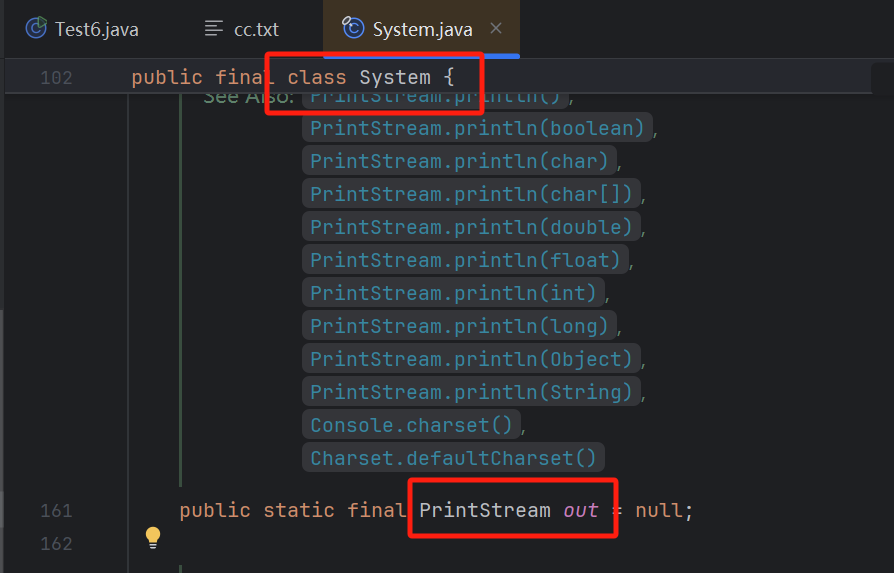 Test6.java cc.txt System.java
102 public final class System {
See Also: PrintStream.println(),
PrintStream.println(boolean),
PrintStream.println(char),
PrintStream.println(char[]),
PrintStream.println(double),
PrintStream.println(float),
PrintStream.println(int),
PrintStream.println(long),
PrintStream.println(Object),
PrintStream.println(String),
Console.charset(),
Charset.defaultCharset()
161 public static final PrintStream out = null;
162